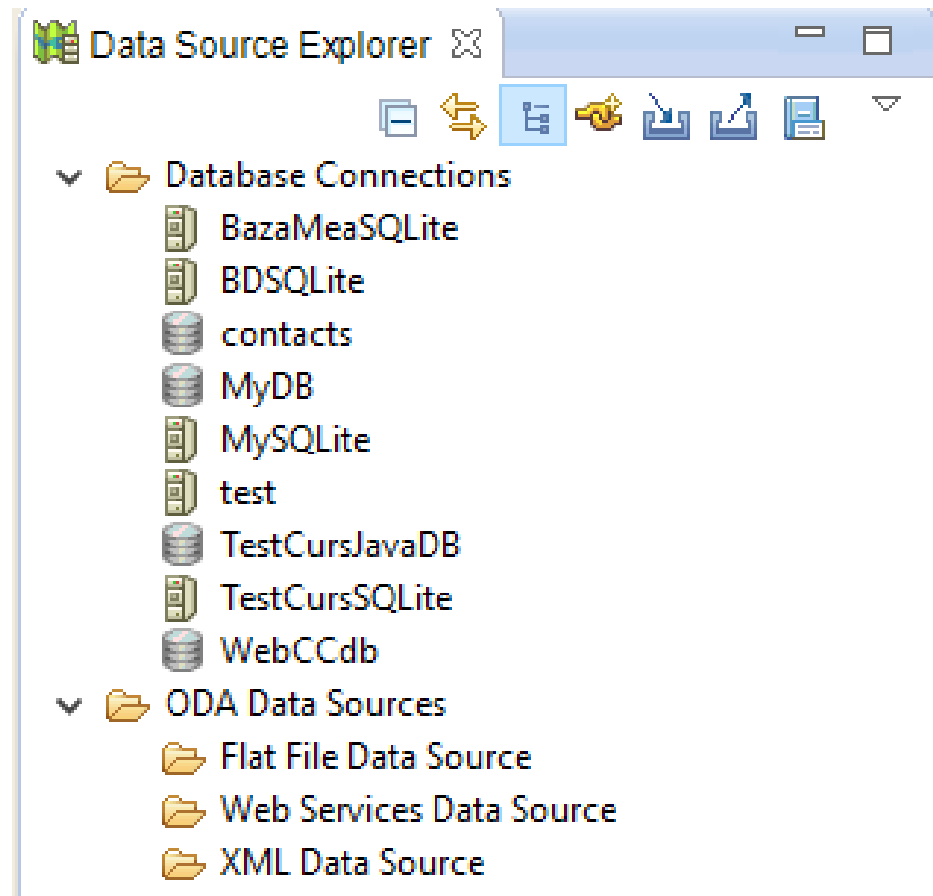 Data Source Explorer
Database Connections
BazaMeaSQLite
BDSQLite
contacts
MyDB
MySQLite
test
TestCursJavaDB
TestCursSQLite
WebCCdb
ODA Data Sources
Flat File Data Source
Web Services Data Source
XML Data Source